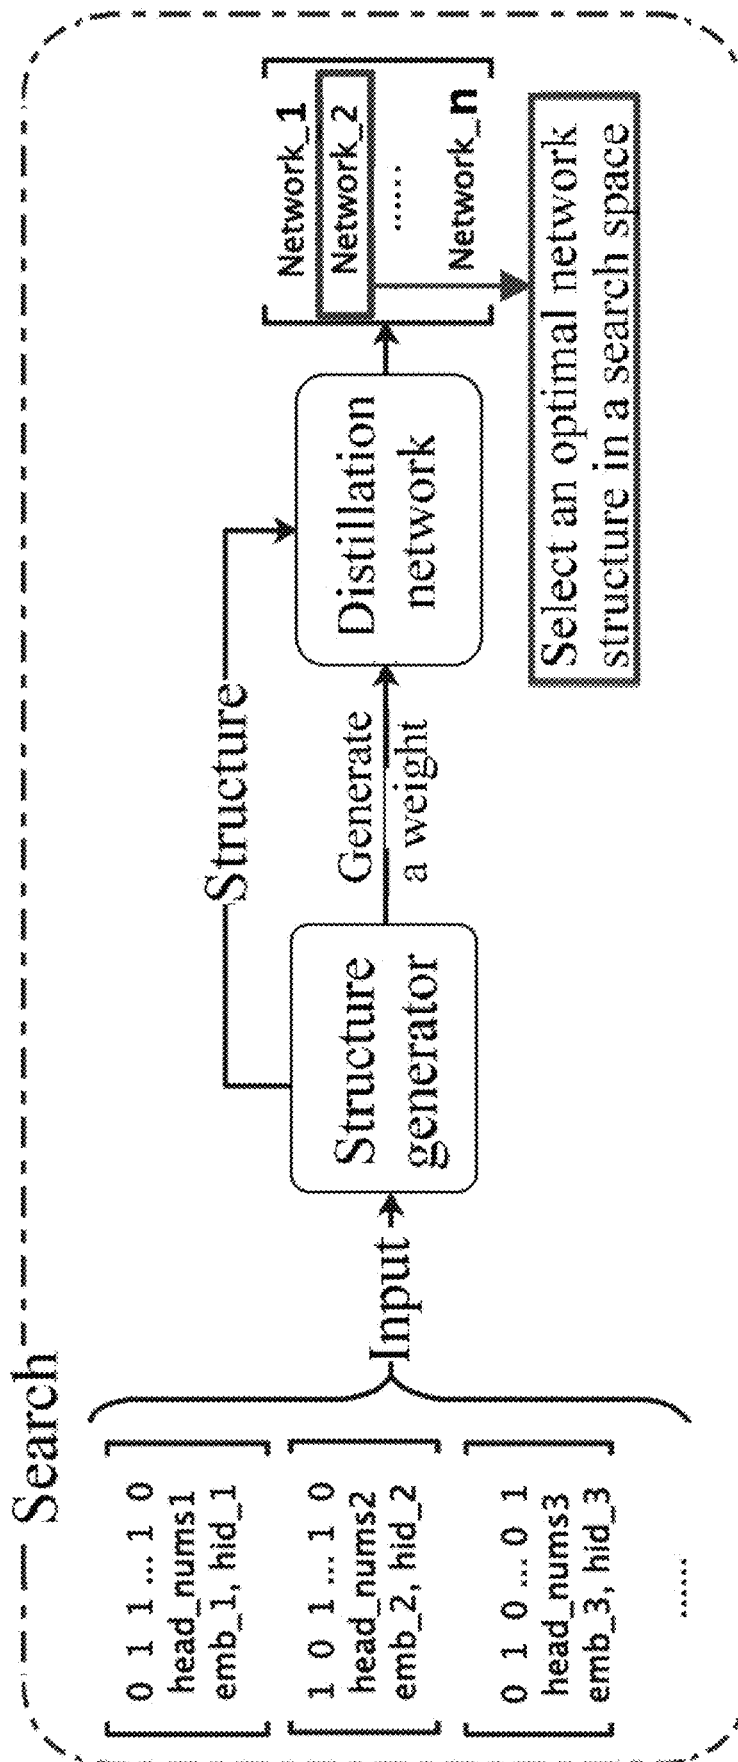 Search
0 1 1 ... 1 0
head_nums1
emb_1, hid_1
1 0 1 ... 1 0
head_nums2
emb_2, hid_2
0 1 0 ... 0 1
head_nums3
emb_3, hid_3
......
Input
Structure
generator
Structure
Generate
a weight
Distillation
network
Network_1
Network_2
......
Network_n
Select an optimal network
structure in a search space